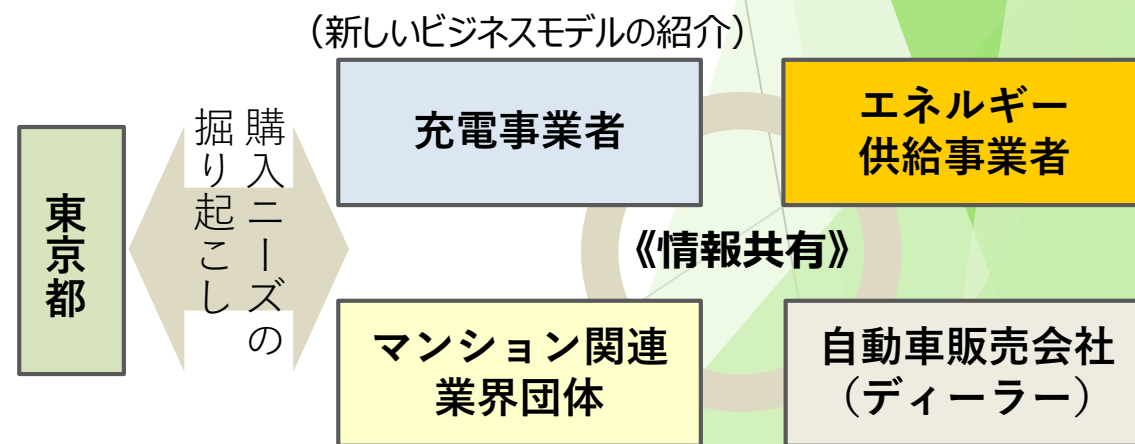 （新しいビジネスモデルの紹介）
東京都
購入ニーズの
掘り起こし
充電事業者
エネルギー
供給事業者
《情報共有》
マンション関連
業界団体
自動車販売会社
（ディーラー）